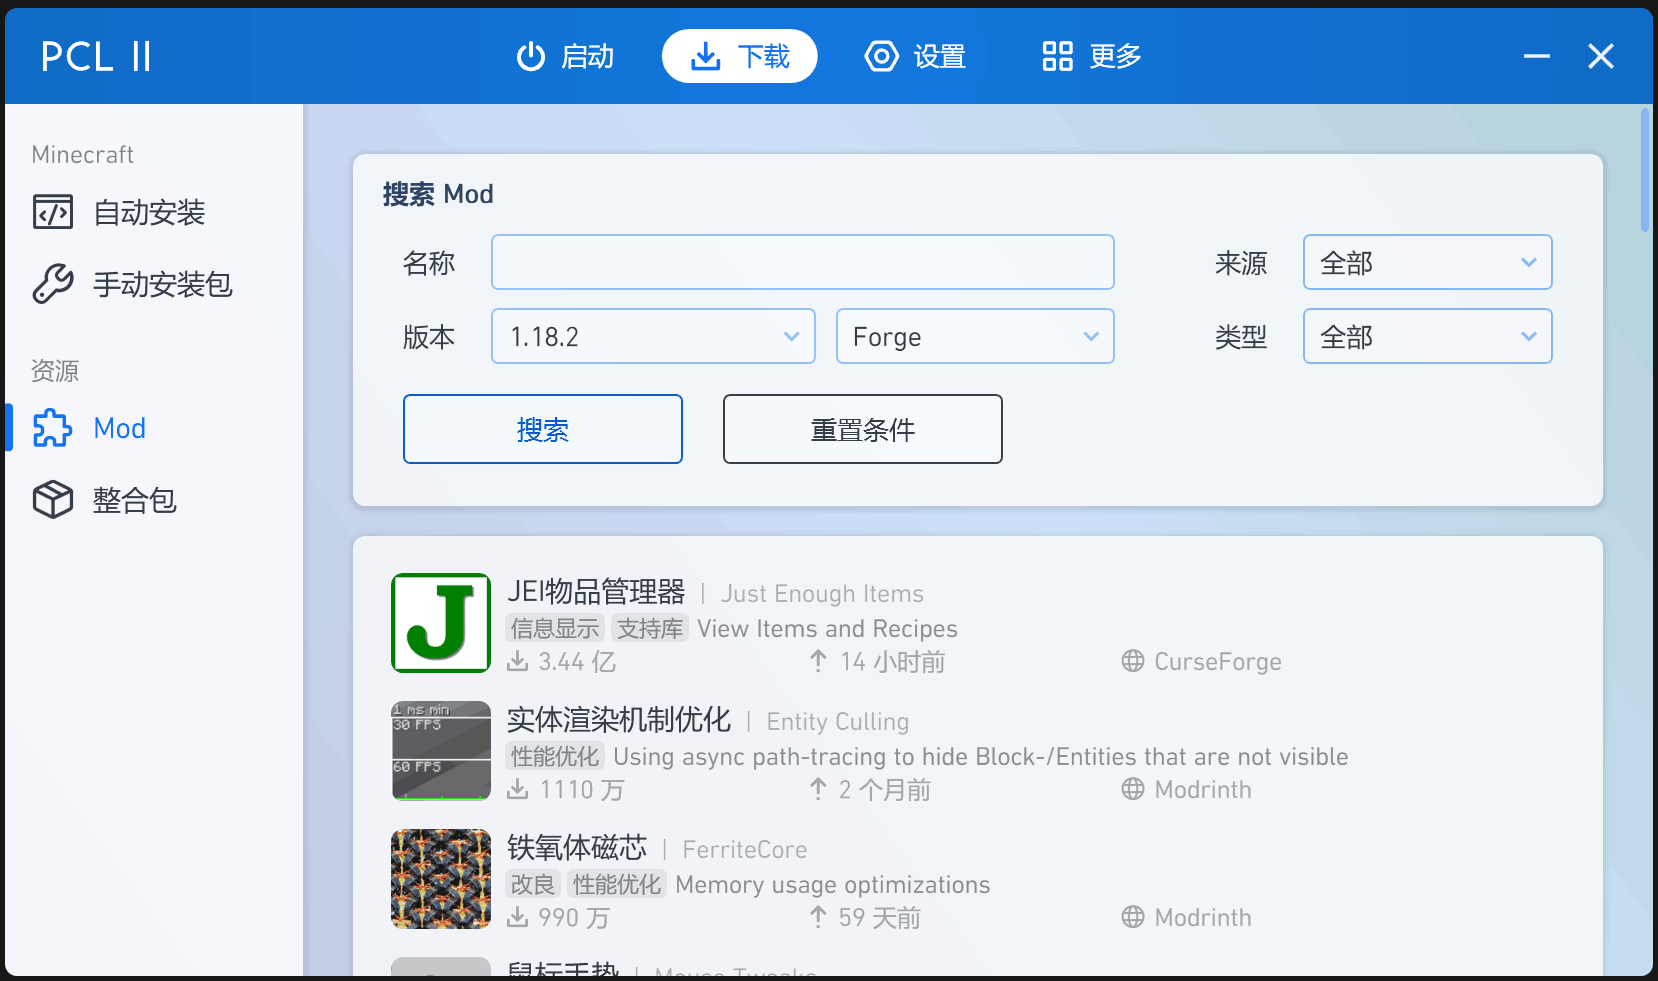 PCL II
启动
下载
设置
更多
Minecraft
自动安装
手动安装包
资源
Mod
整合包
搜索 Mod
名称
来源 全部
版本 1.18.2 Forge
类型 全部
搜索
重置条件
JEI物品管理器 | Just Enough Items
信息显示 支持库 View Items and Recipes
3.44 亿 14 小时前 CurseForge
1 ms min
30 FPS
60 FPS
实体渲染机制优化 | Entity Culling
性能优化 Using async path-tracing to hide Block-/Entities that are not visible
1110 万 2 个月前 Modrinth
铁氧体磁芯 | FerriteCore
改良 性能优化 Memory usage optimizations
990 万 59 天前 Modrinth
鼠标手势 | Mouse Tweaks